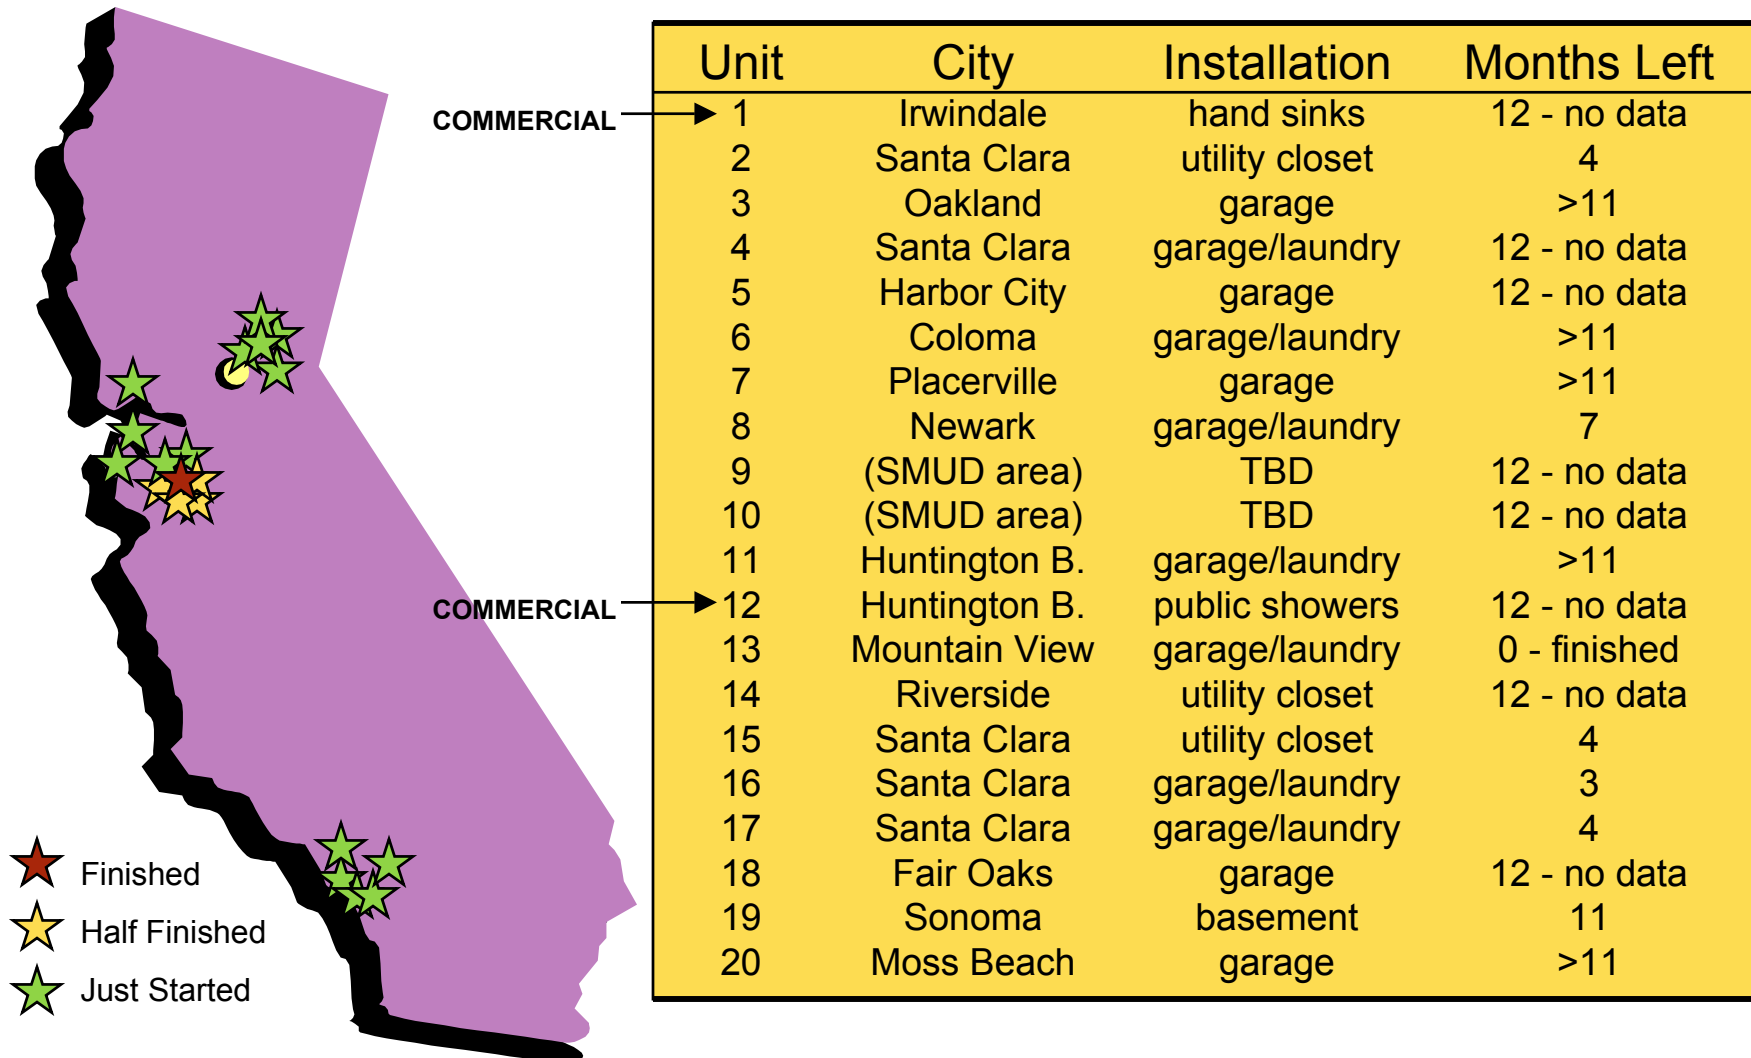 Unit City Installation Months Left
COMMERCIAL 1 Irwindale hand sinks 12 - no data
2 Santa Clara utility closet 4
3 Oakland garage >11
4 Santa Clara garage/laundry 12 - no data
5 Harbor City garage 12 - no data
6 Coloma garage/laundry >11
7 Placerville garage >11
8 Newark garage/laundry 7
9 (SMUD area) TBD 12 - no data
10 (SMUD area) TBD 12 - no data
11 Huntington B. garage/laundry >11
COMMERCIAL 12 Huntington B. public showers 12 - no data
13 Mountain View garage/laundry 0 - finished
14 Riverside utility closet 12 - no data
15 Santa Clara utility closet 4
16 Santa Clara garage/laundry 3
17 Santa Clara garage/laundry 4
18 Fair Oaks garage 12 - no data
19 Sonoma basement 11
20 Moss Beach garage >11
Finished
Half Finished
Just Started